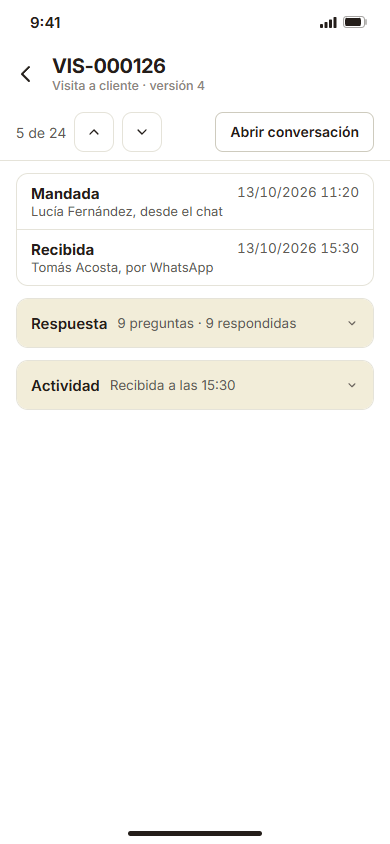 9:41
VIS-000126
Visita a cliente · versión 4
5 de 24
Abrir conversación
Mandada 13/10/2026 11:20
Lucía Fernández, desde el chat
Recibida 13/10/2026 15:30
Tomás Acosta, por WhatsApp
Respuesta 9 preguntas · 9 respondidas
Actividad Recibida a las 15:30